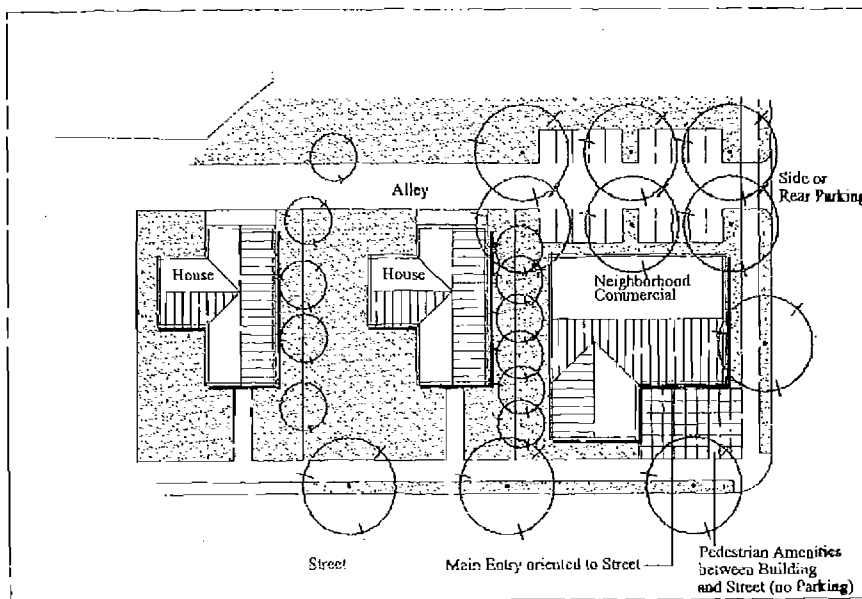 Alley
Side or
Rear Parking
House
House
Neighborhood
Commercial
Street
Main Entry oriented to Street
Pedestrian Amenities
between Building
and Street (no Parking)